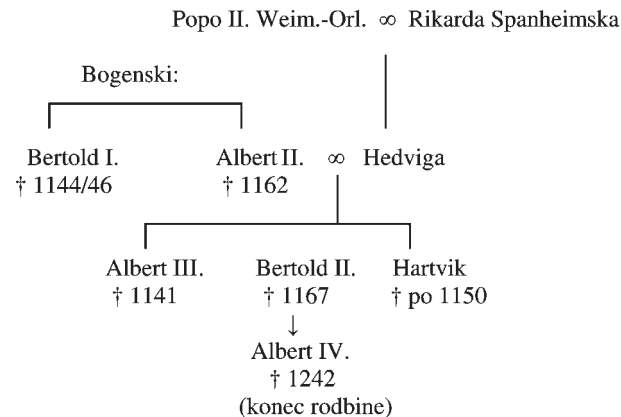 Popo II. Weim.-Orl. ∞ Rikarda Spanheimska
Bogenski:
Bertold I. Albert II. ∞ Hedviga
† 1144/46 † 1162
Albert III. Bertold II. Hartvik
† 1141 † 1167 † po 1150
↓
Albert IV.
† 1242
(konec rodbine)